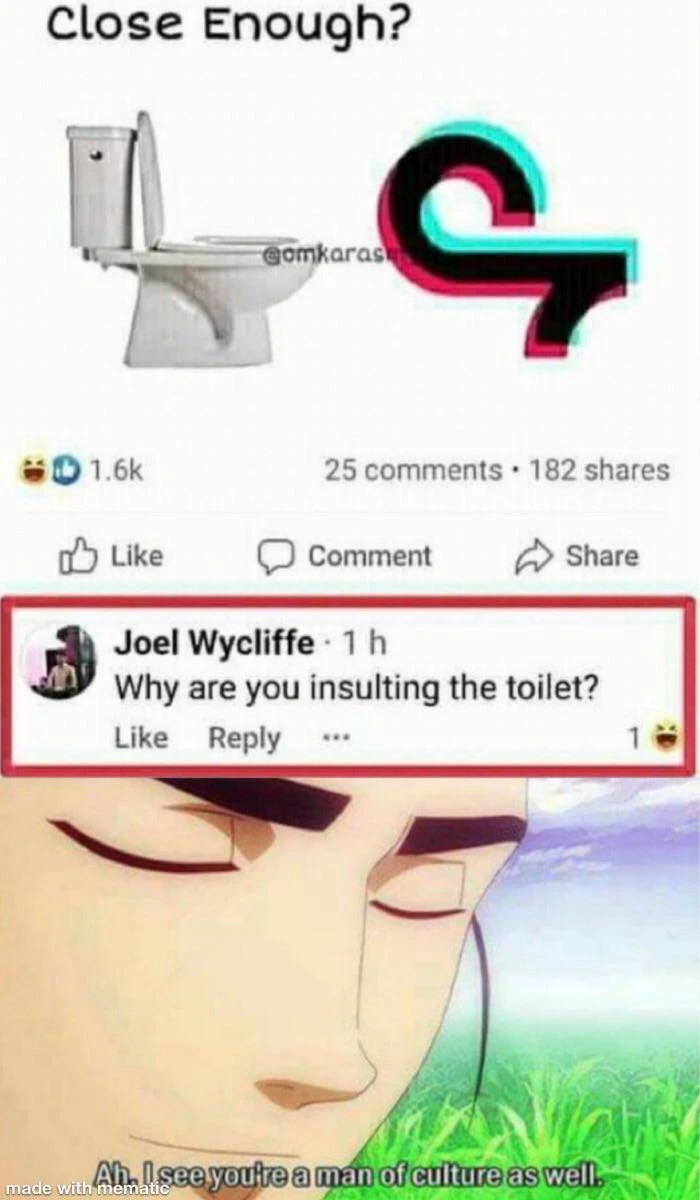 Close Enough?
@omkaras
1.6k
25 comments • 182 shares
Like
Comment
Share
Joel Wycliffe · 1 h
Why are you insulting the toilet?
Like Reply ...
1
Ah, I see you're a man of culture as well.
made with mematic